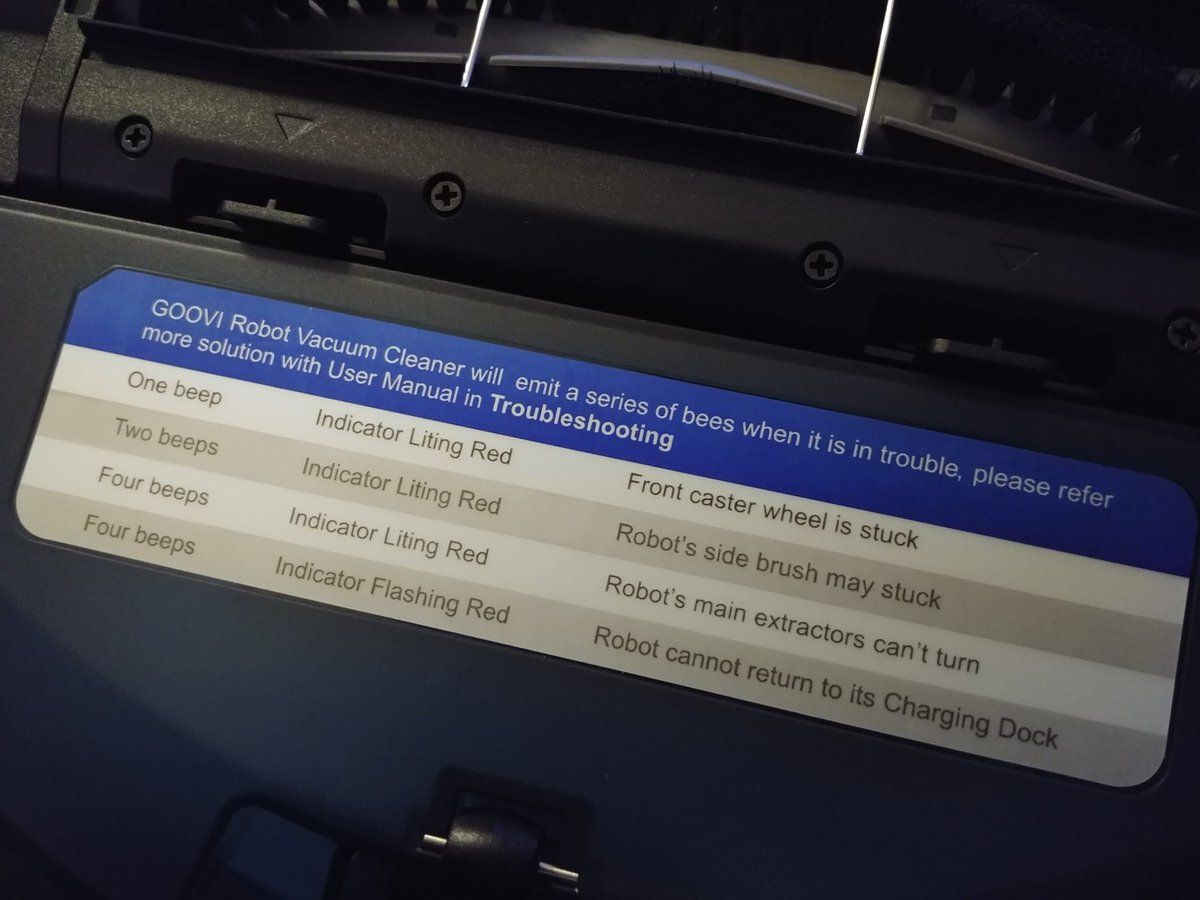 GOOVI Robot Vacuum Cleaner will emit a series of bees when it is in trouble, please refer
more solution with User Manual in Troubleshooting
One beep Indicator Liting Red Front caster wheel is stuck
Two beeps Indicator Liting Red Robot's side brush may stuck
Four beeps Indicator Liting Red Robot's main extractors can't turn
Four beeps Indicator Flashing Red Robot cannot return to its Charging Dock